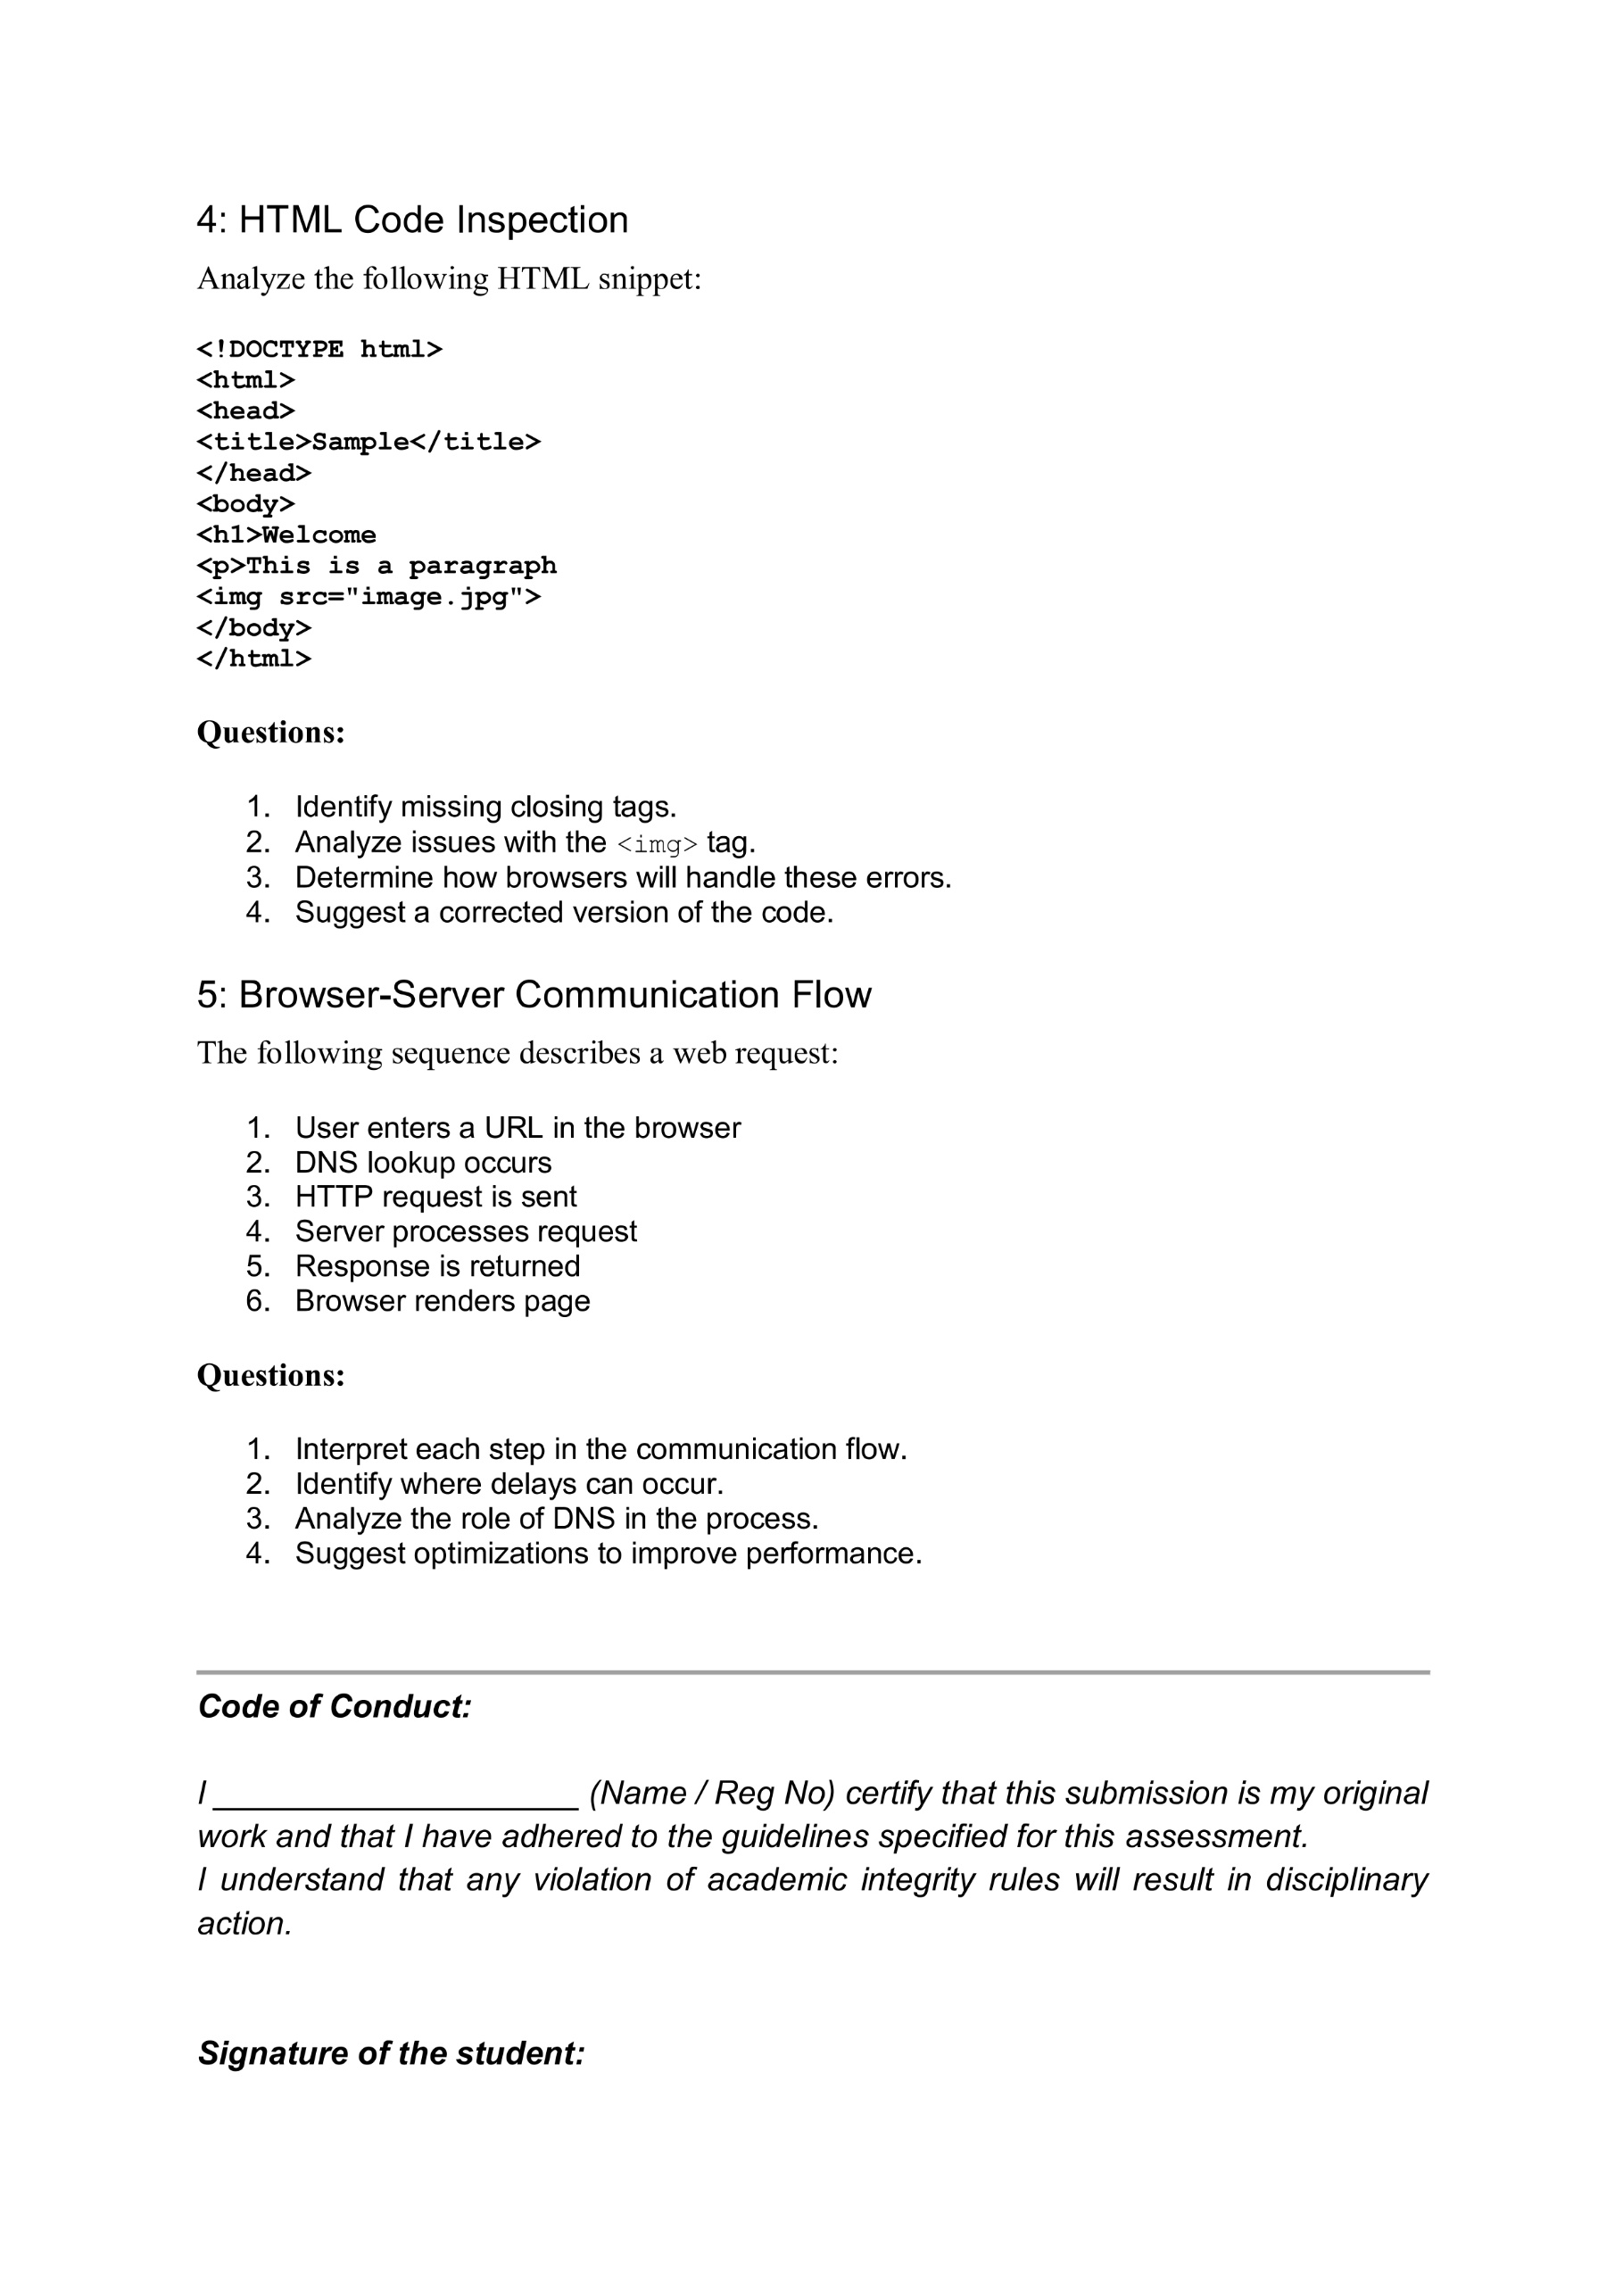 4: HTML Code Inspection
Analyze the following HTML snippet:
<!DOCTYPE html>
<html>
<head>
<title>Sample</title>
</head>
<body>
<h1>Welcome
<p>This is a paragraph
<img src="image.jpg">
</body>
</html>
Questions:
1. Identify missing closing tags.
2. Analyze issues with the <img> tag.
3. Determine how browsers will handle these errors.
4. Suggest a corrected version of the code.
5: Browser-Server Communication Flow
The following sequence describes a web request:
1. User enters a URL in the browser
2. DNS lookup occurs
3. HTTP request is sent
4. Server processes request
5. Response is returned
6. Browser renders page
Questions:
1. Interpret each step in the communication flow.
2. Identify where delays can occur.
3. Analyze the role of DNS in the process.
4. Suggest optimizations to improve performance.
Code of Conduct:
I ____________________ (Name / Reg No) certify that this submission is my original
work and that I have adhered to the guidelines specified for this assessment.
I understand that any violation of academic integrity rules will result in disciplinary
action.
Signature of the student: